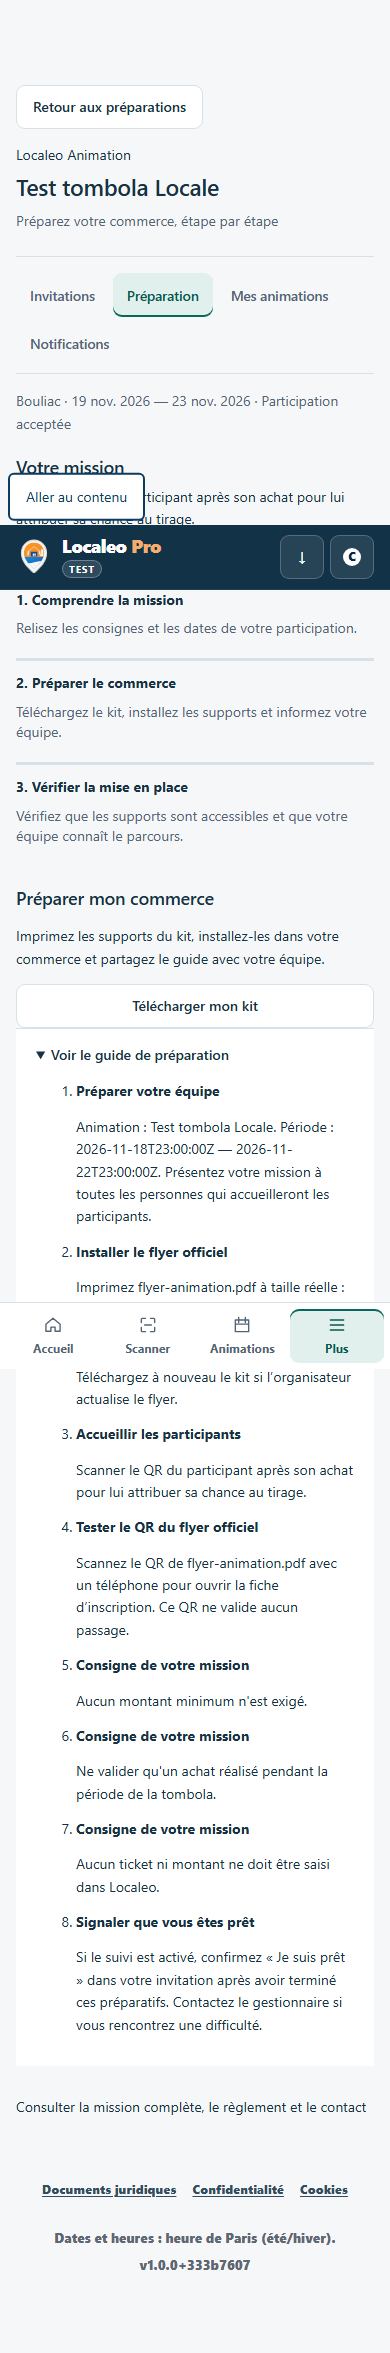 Retour aux préparations
Localeo Animation
Test tombola Locale
Préparez votre commerce, étape par étape
Invitations
Préparation
Mes animations
Notifications
Bouliac · 19 nov. 2026 — 23 nov. 2026 · Participation
acceptée
Votre mission
Aller au contenu
rticipant après son achat pour lui
attribuer sa chance au tirage.
Localeo Pro
TEST
1. Comprendre la mission
Relisez les consignes et les dates de votre participation.
2. Préparer le commerce
Téléchargez le kit, installez les supports et informez votre
équipe.
3. Vérifier la mise en place
Vérifiez que les supports sont accessibles et que votre
équipe connaît le parcours.
Préparer mon commerce
Imprimez les supports du kit, installez-les dans votre
commerce et partagez le guide avec votre équipe.
Télécharger mon kit
▼ Voir le guide de préparation
1. Préparer votre équipe
Animation : Test tombola Locale. Période :
2026-11-18T23:00:00Z — 2026-11-
22T23:00:00Z. Présentez votre mission à
toutes les personnes qui accueilleront les
participants.
2. Installer le flyer officiel
Imprimez flyer-animation.pdf à taille réelle :
Accueil
Scanner
Animations
Plus
Téléchargez à nouveau le kit si l'organisateur
actualise le flyer.
3. Accueillir les participants
Scanner le QR du participant après son achat
pour lui attribuer sa chance au tirage.
4. Tester le QR du flyer officiel
Scannez le QR de flyer-animation.pdf avec
un téléphone pour ouvrir la fiche
d'inscription. Ce QR ne valide aucun
passage.
5. Consigne de votre mission
Aucun montant minimum n'est exigé.
6. Consigne de votre mission
Ne valider qu'un achat réalisé pendant la
période de la tombola.
7. Consigne de votre mission
Aucun ticket ni montant ne doit être saisi
dans Localeo.
8. Signaler que vous êtes prêt
Si le suivi est activé, confirmez « Je suis prêt
» dans votre invitation après avoir terminé
ces préparatifs. Contactez le gestionnaire si
vous rencontrez une difficulté.
Consulter la mission complète, le règlement et le contact
Documents juridiques
Confidentialité
Cookies
Dates et heures : heure de Paris (été/hiver).
v1.0.0+333b7607